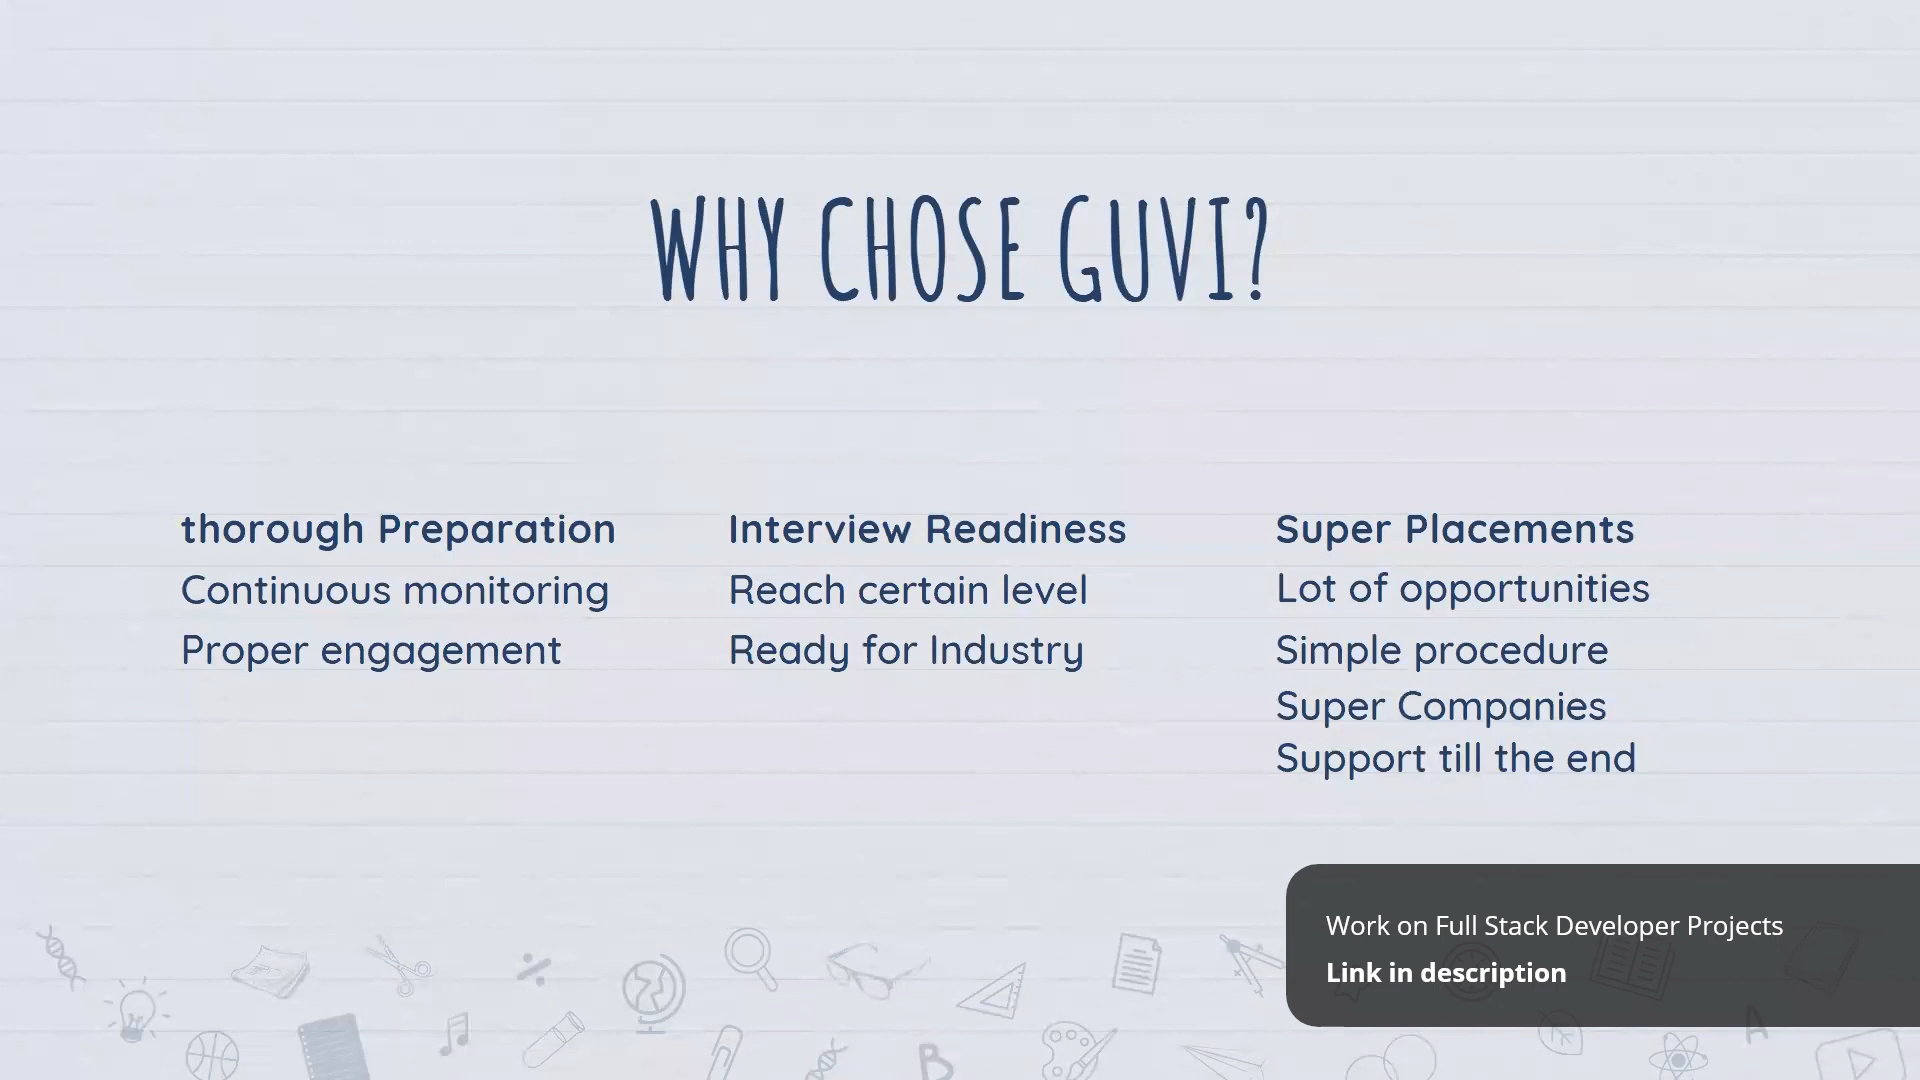 WHY CHOSE GUVI?
thorough Preparation
Continuous monitoring
Proper engagement
Interview Readiness
Reach certain level
Ready for Industry
Super Placements
Lot of opportunities
Simple procedure
Super Companies
Support till the end
Work on Full Stack Developer Projects
Link in description
B
A